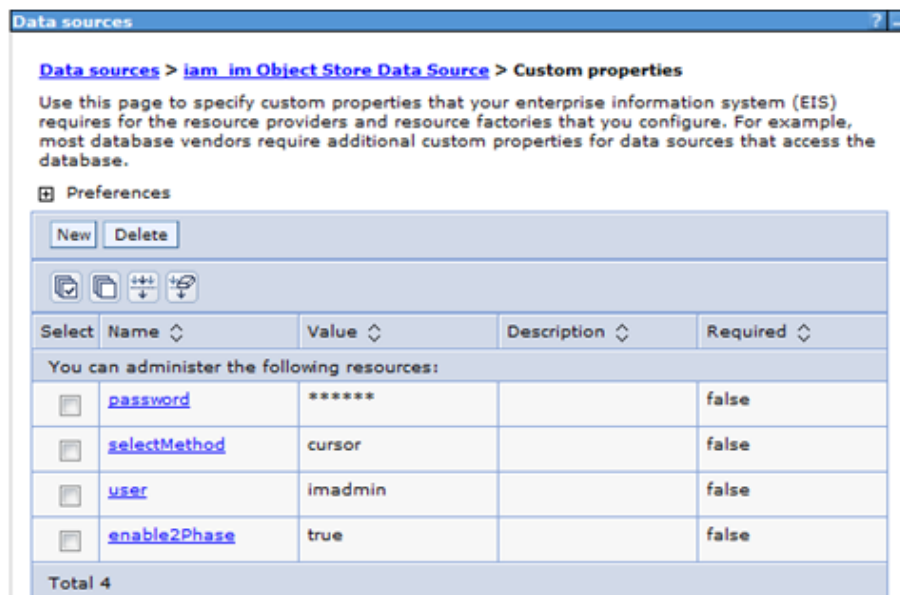 Data sources ? -
Data sources > iam_im Object Store Data Source > Custom properties
Use this page to specify custom properties that your enterprise information system (EIS)
requires for the resource providers and resource factories that you configure. For example,
most database vendors require additional custom properties for data sources that access the
database.
Preferences
New Delete
Select Name Value Description Required
You can administer the following resources:
password ****** false
selectMethod cursor false
user imadmin false
enable2Phase true false
Total 4